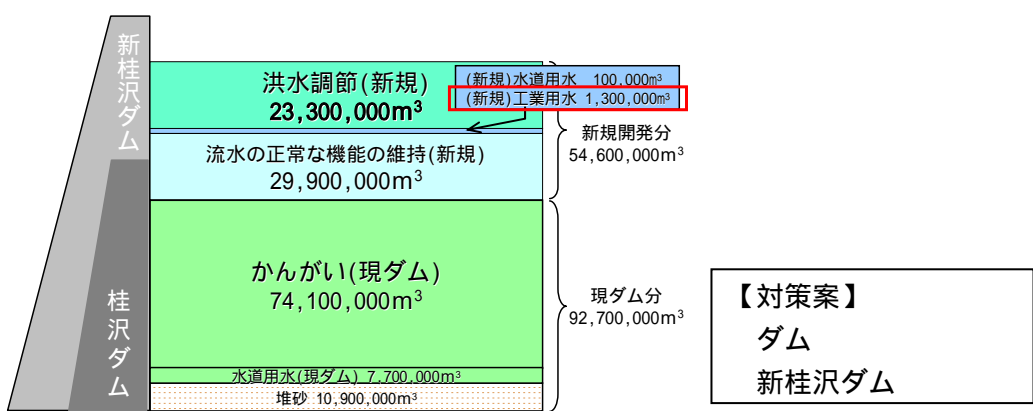 新桂沢ダム
洪水調節(新規)
23,300,000m³
(新規)水道用水 100,000m³
(新規)工業用水 1,300,000m³
流水の正常な機能の維持(新規)
29,900,000m³
新規開発分
54,600,000m³
桂沢ダム
かんがい(現ダム)
74,100,000m³
現ダム分
92,700,000m³
水道用水(現ダム) 7,700,000m³
堆砂 10,900,000m³
【対策案】
ダム
新桂沢ダム